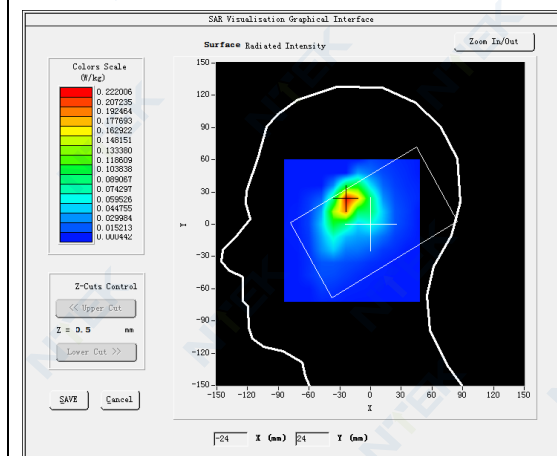 SAR Visualisation Graphical Interface
Surface Radiated Intensity
Zoom In/Out
Colors Scale
(W/kg)
0.222006
0.207235
0.192464
0.177693
0.162922
0.148151
0.133380
0.118609
0.103838
0.089067
0.074297
0.059526
0.044755
0.029984
0.015213
0.000442
Z-Cuts Control
<< Upper Cut
Z = 3.5 mm
Lower Cut >>
SAVE Cancel
150
120
90
60
30
0
-30
-60
-90
-120
-150
Y
-150 -120 -90 -60 -30 0 30 60 90 120 150
X
-24 X (mm) 24 Y (mm)
NTEK